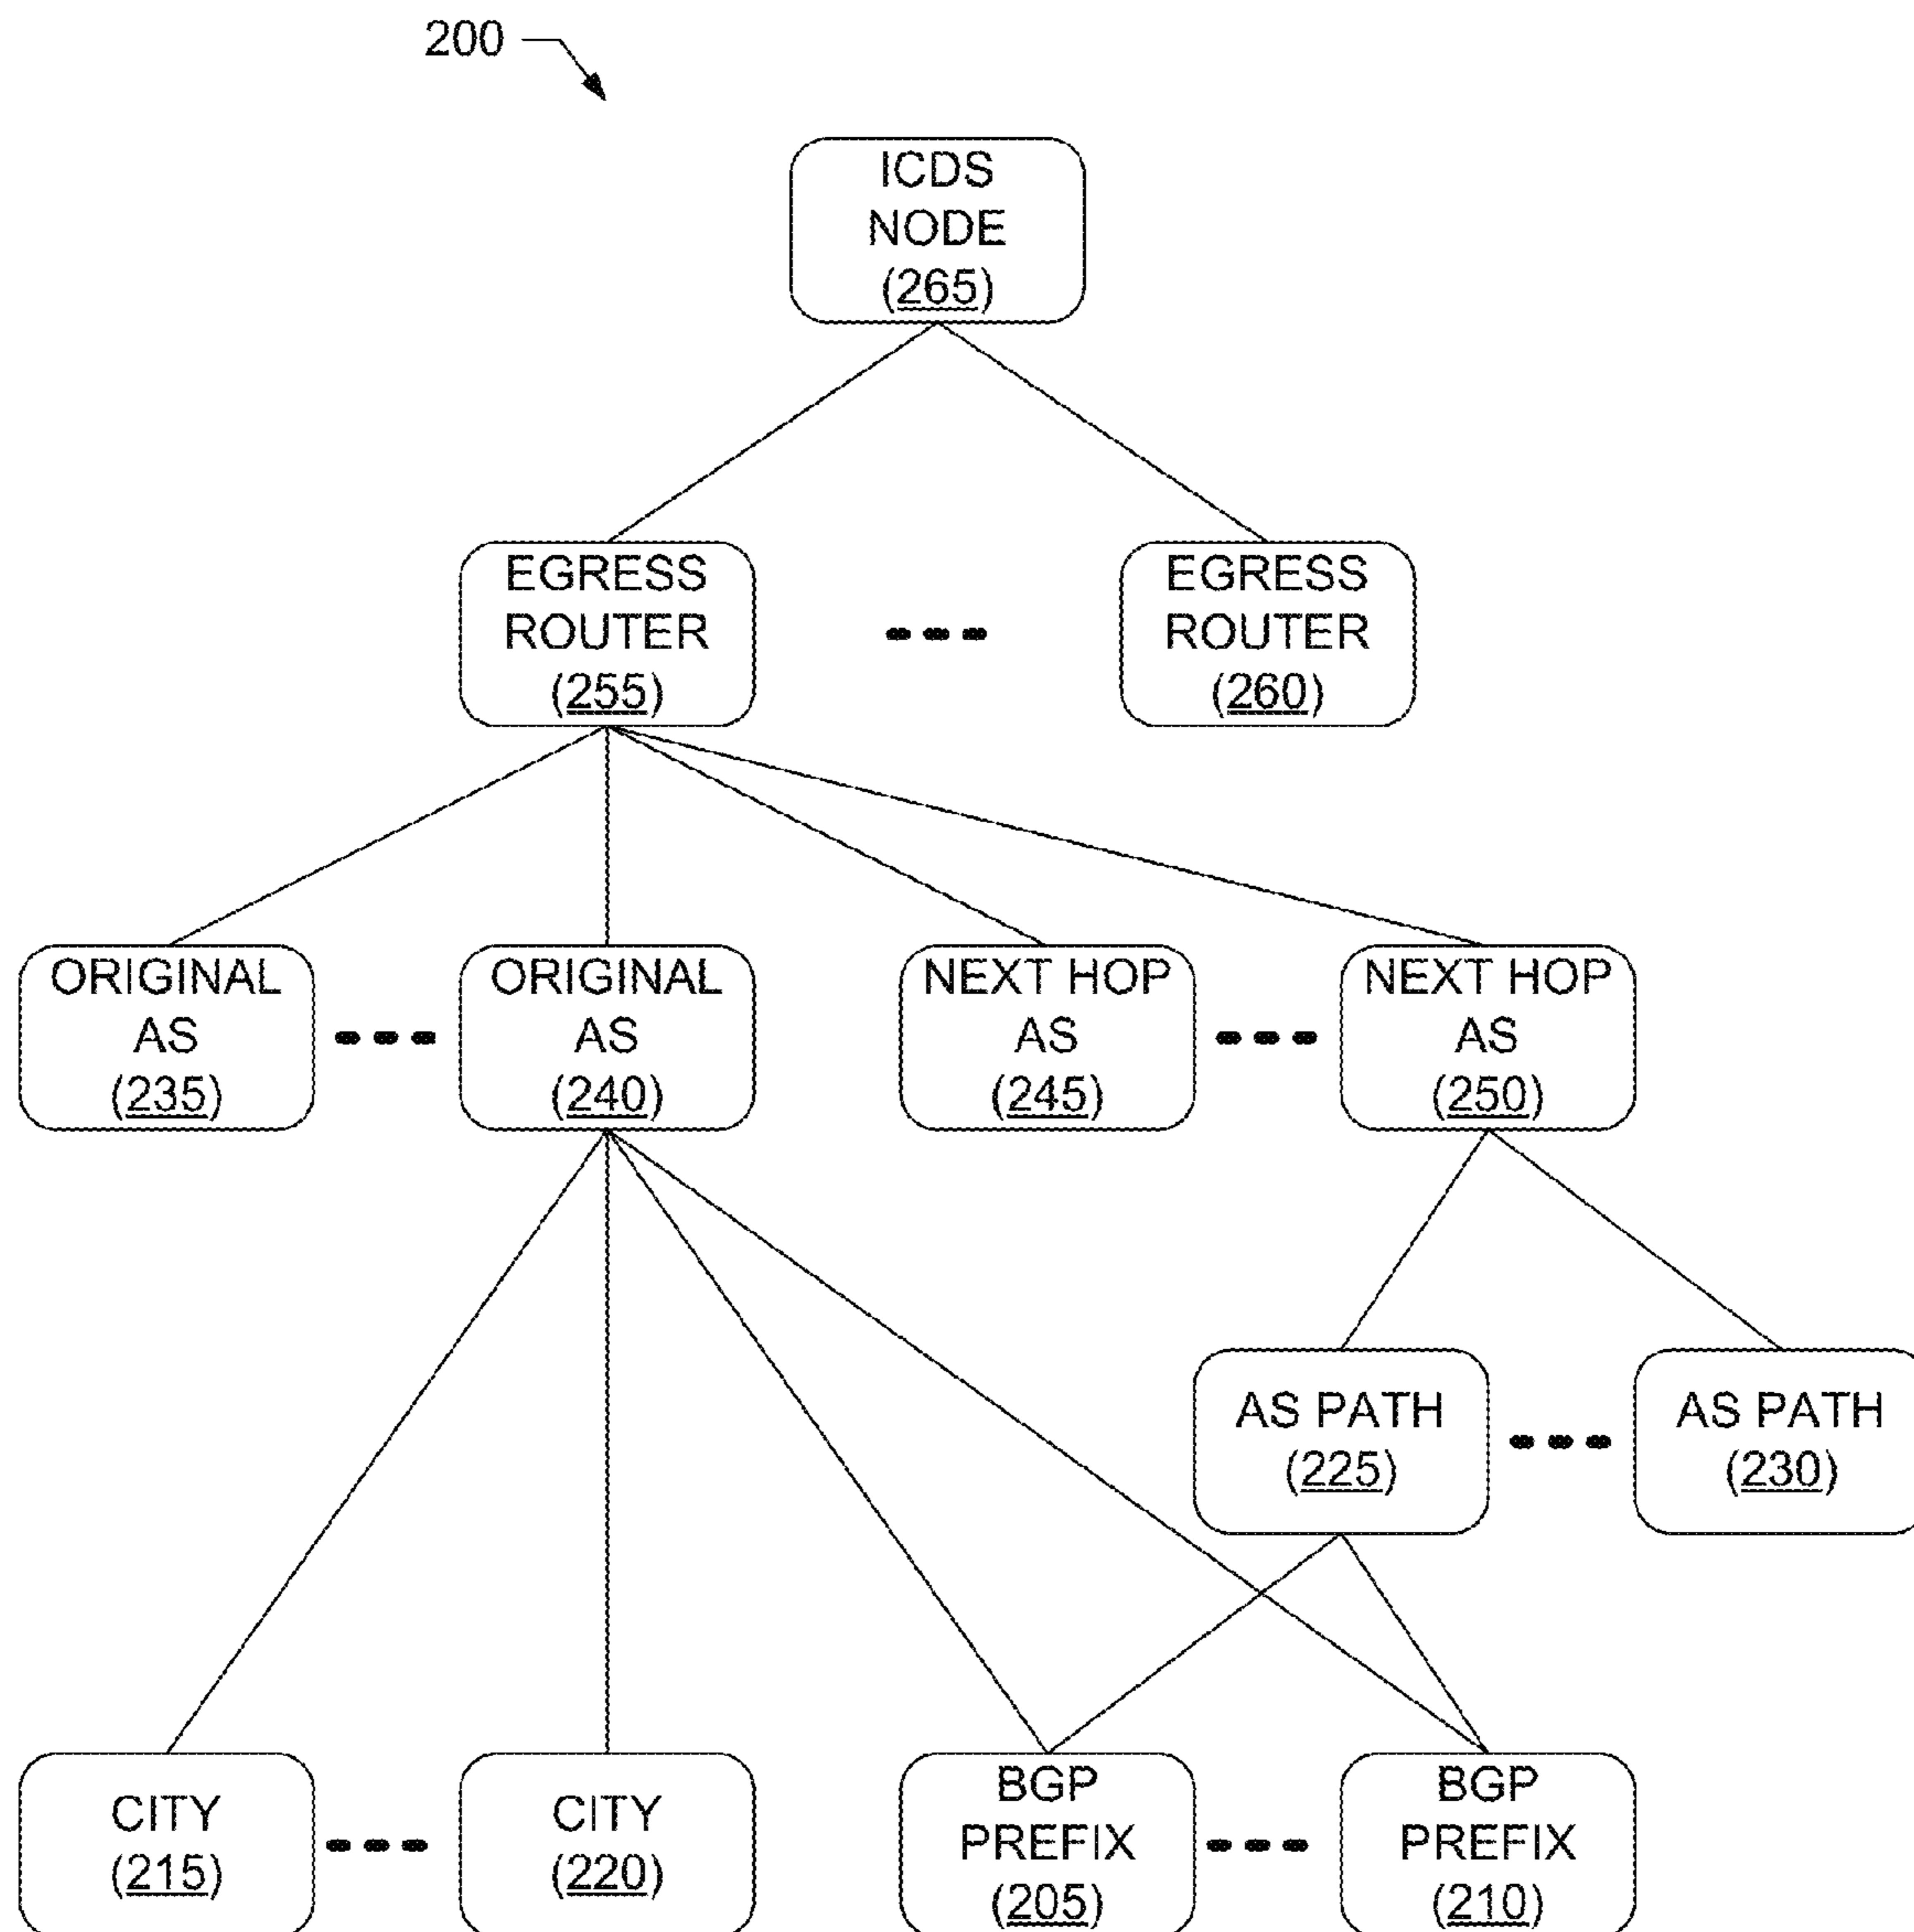 200
ICDS
NODE
(265)
EGRESS
ROUTER
(255)
EGRESS
ROUTER
(260)
ORIGINAL
AS
(235)
ORIGINAL
AS
(240)
NEXT HOP
AS
(245)
NEXT HOP
AS
(250)
AS PATH
(225)
AS PATH
(230)
CITY
(215)
CITY
(220)
BGP
PREFIX
(205)
BGP
PREFIX
(210)